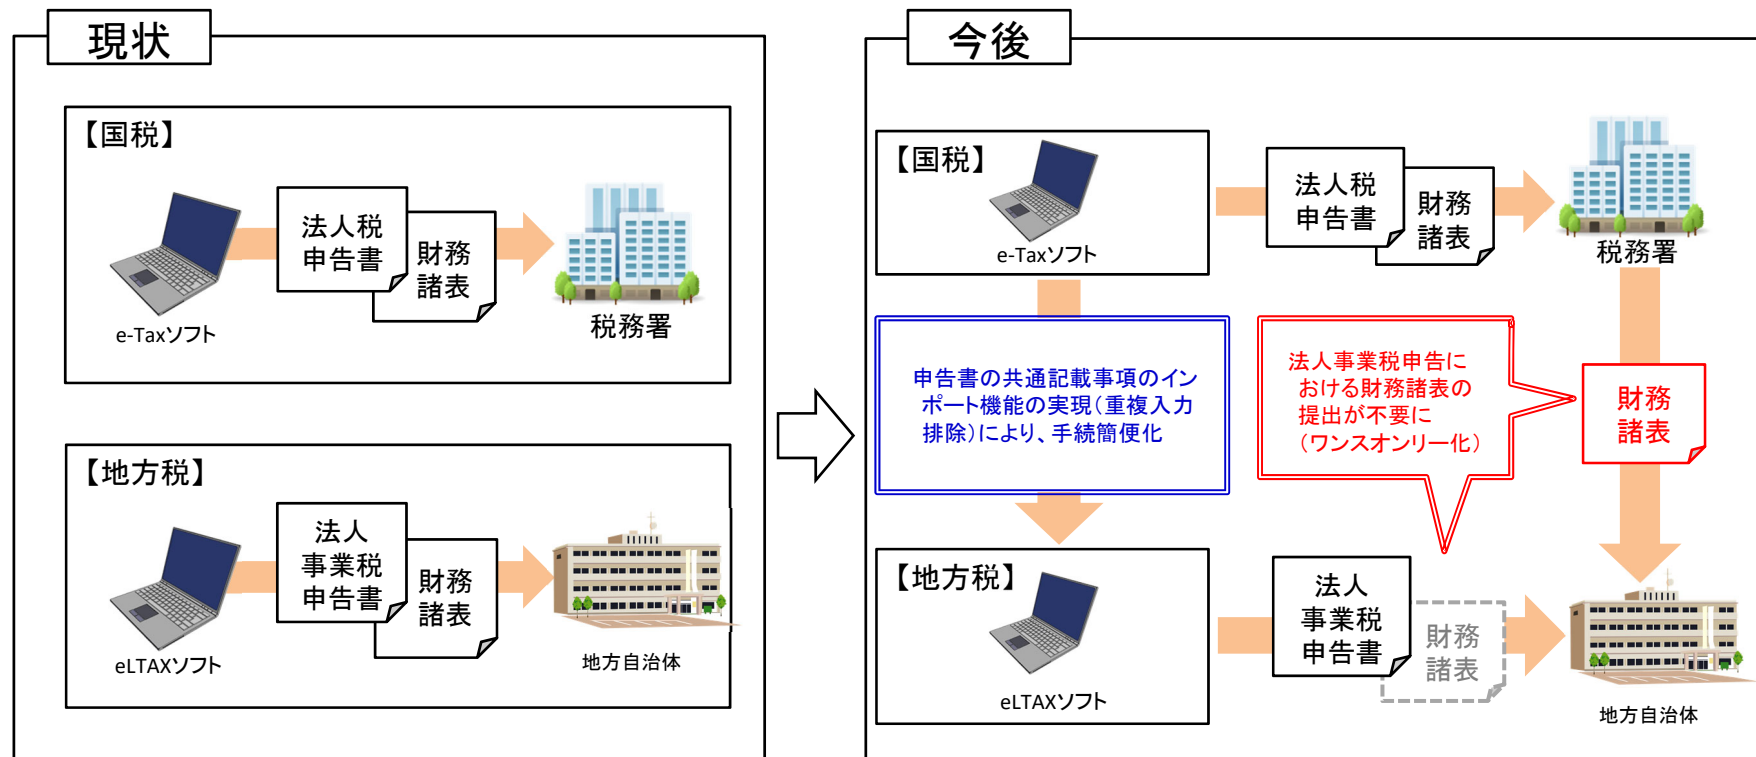 現状
【国税】
法人税
申告書
財務
諸表
e-Taxソフト
税務署
【地方税】
法人
事業税
申告書
財務
諸表
eLTAXソフト
地方自治体
今後
【国税】
e-Taxソフト
法人税
申告書
財務
諸表
税務署
申告書の共通記載事項のイン
ポート機能の実現(重複入力
排除)により、手続簡便化
法人事業税申告に
おける財務諸表の
提出が不要に
(ワンスオンリー化)
財務
諸表
【地方税】
eLTAXソフト
法人
事業税
申告書
財務
諸表
地方自治体